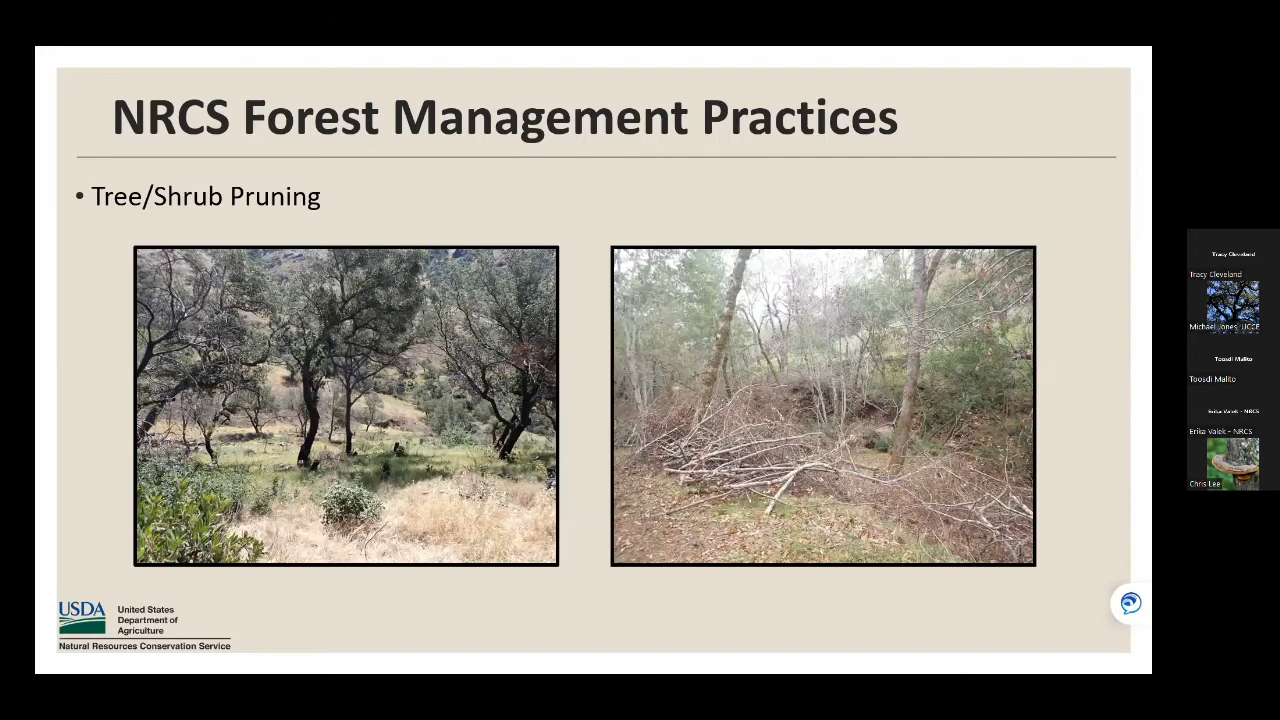 NRCS Forest Management Practices
• Tree/Shrub Pruning
USDA
United States
Department of
Agriculture
Natural Resources Conservation Service
Tracy Cleveland
Tracy Cleveland
Michael Jones UCCE
Toosdi Malito
Toosdi Malito
Erika Valek - NRCS
Erika Valek - NRCS
Chris Lee